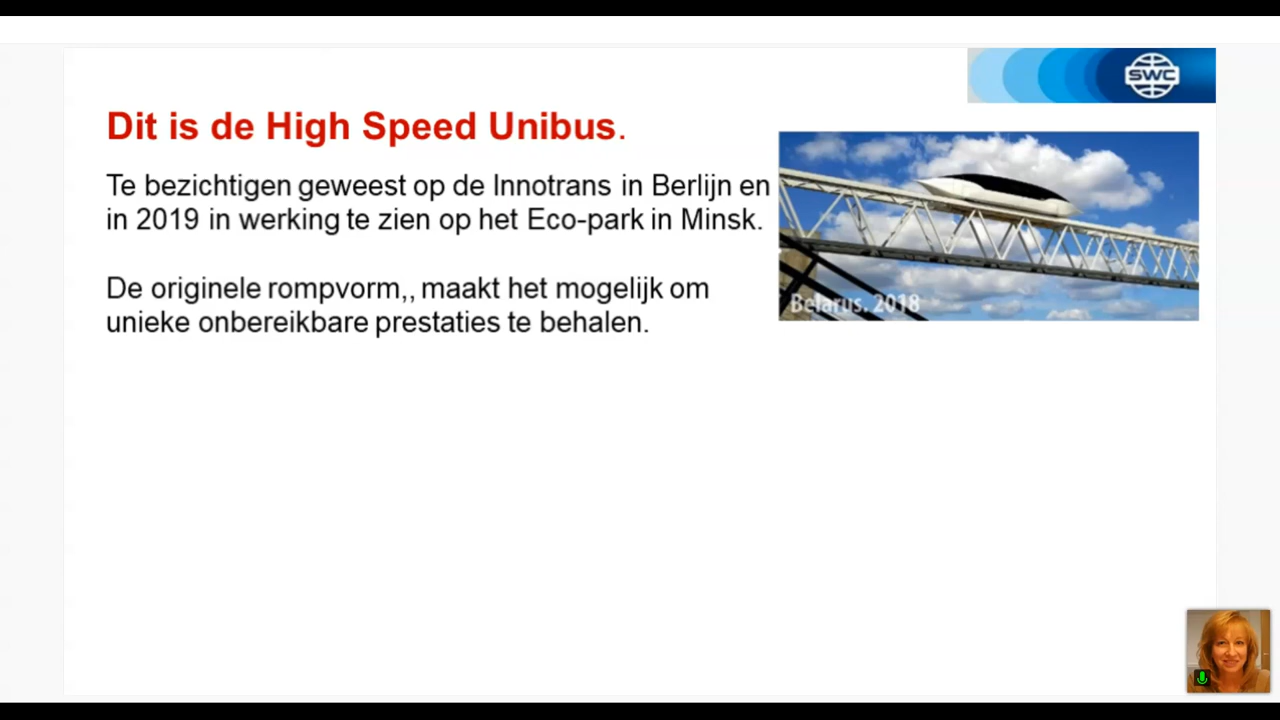 SWC
Dit is de High Speed Unibus.
Te bezichtigen geweest op de Innotrans in Berlijn en
in 2019 in werking te zien op het Eco-park in Minsk.
De originele rompvorm,, maakt het mogelijk om
unieke onbereikbare prestaties te behalen.
Belarus. 2018